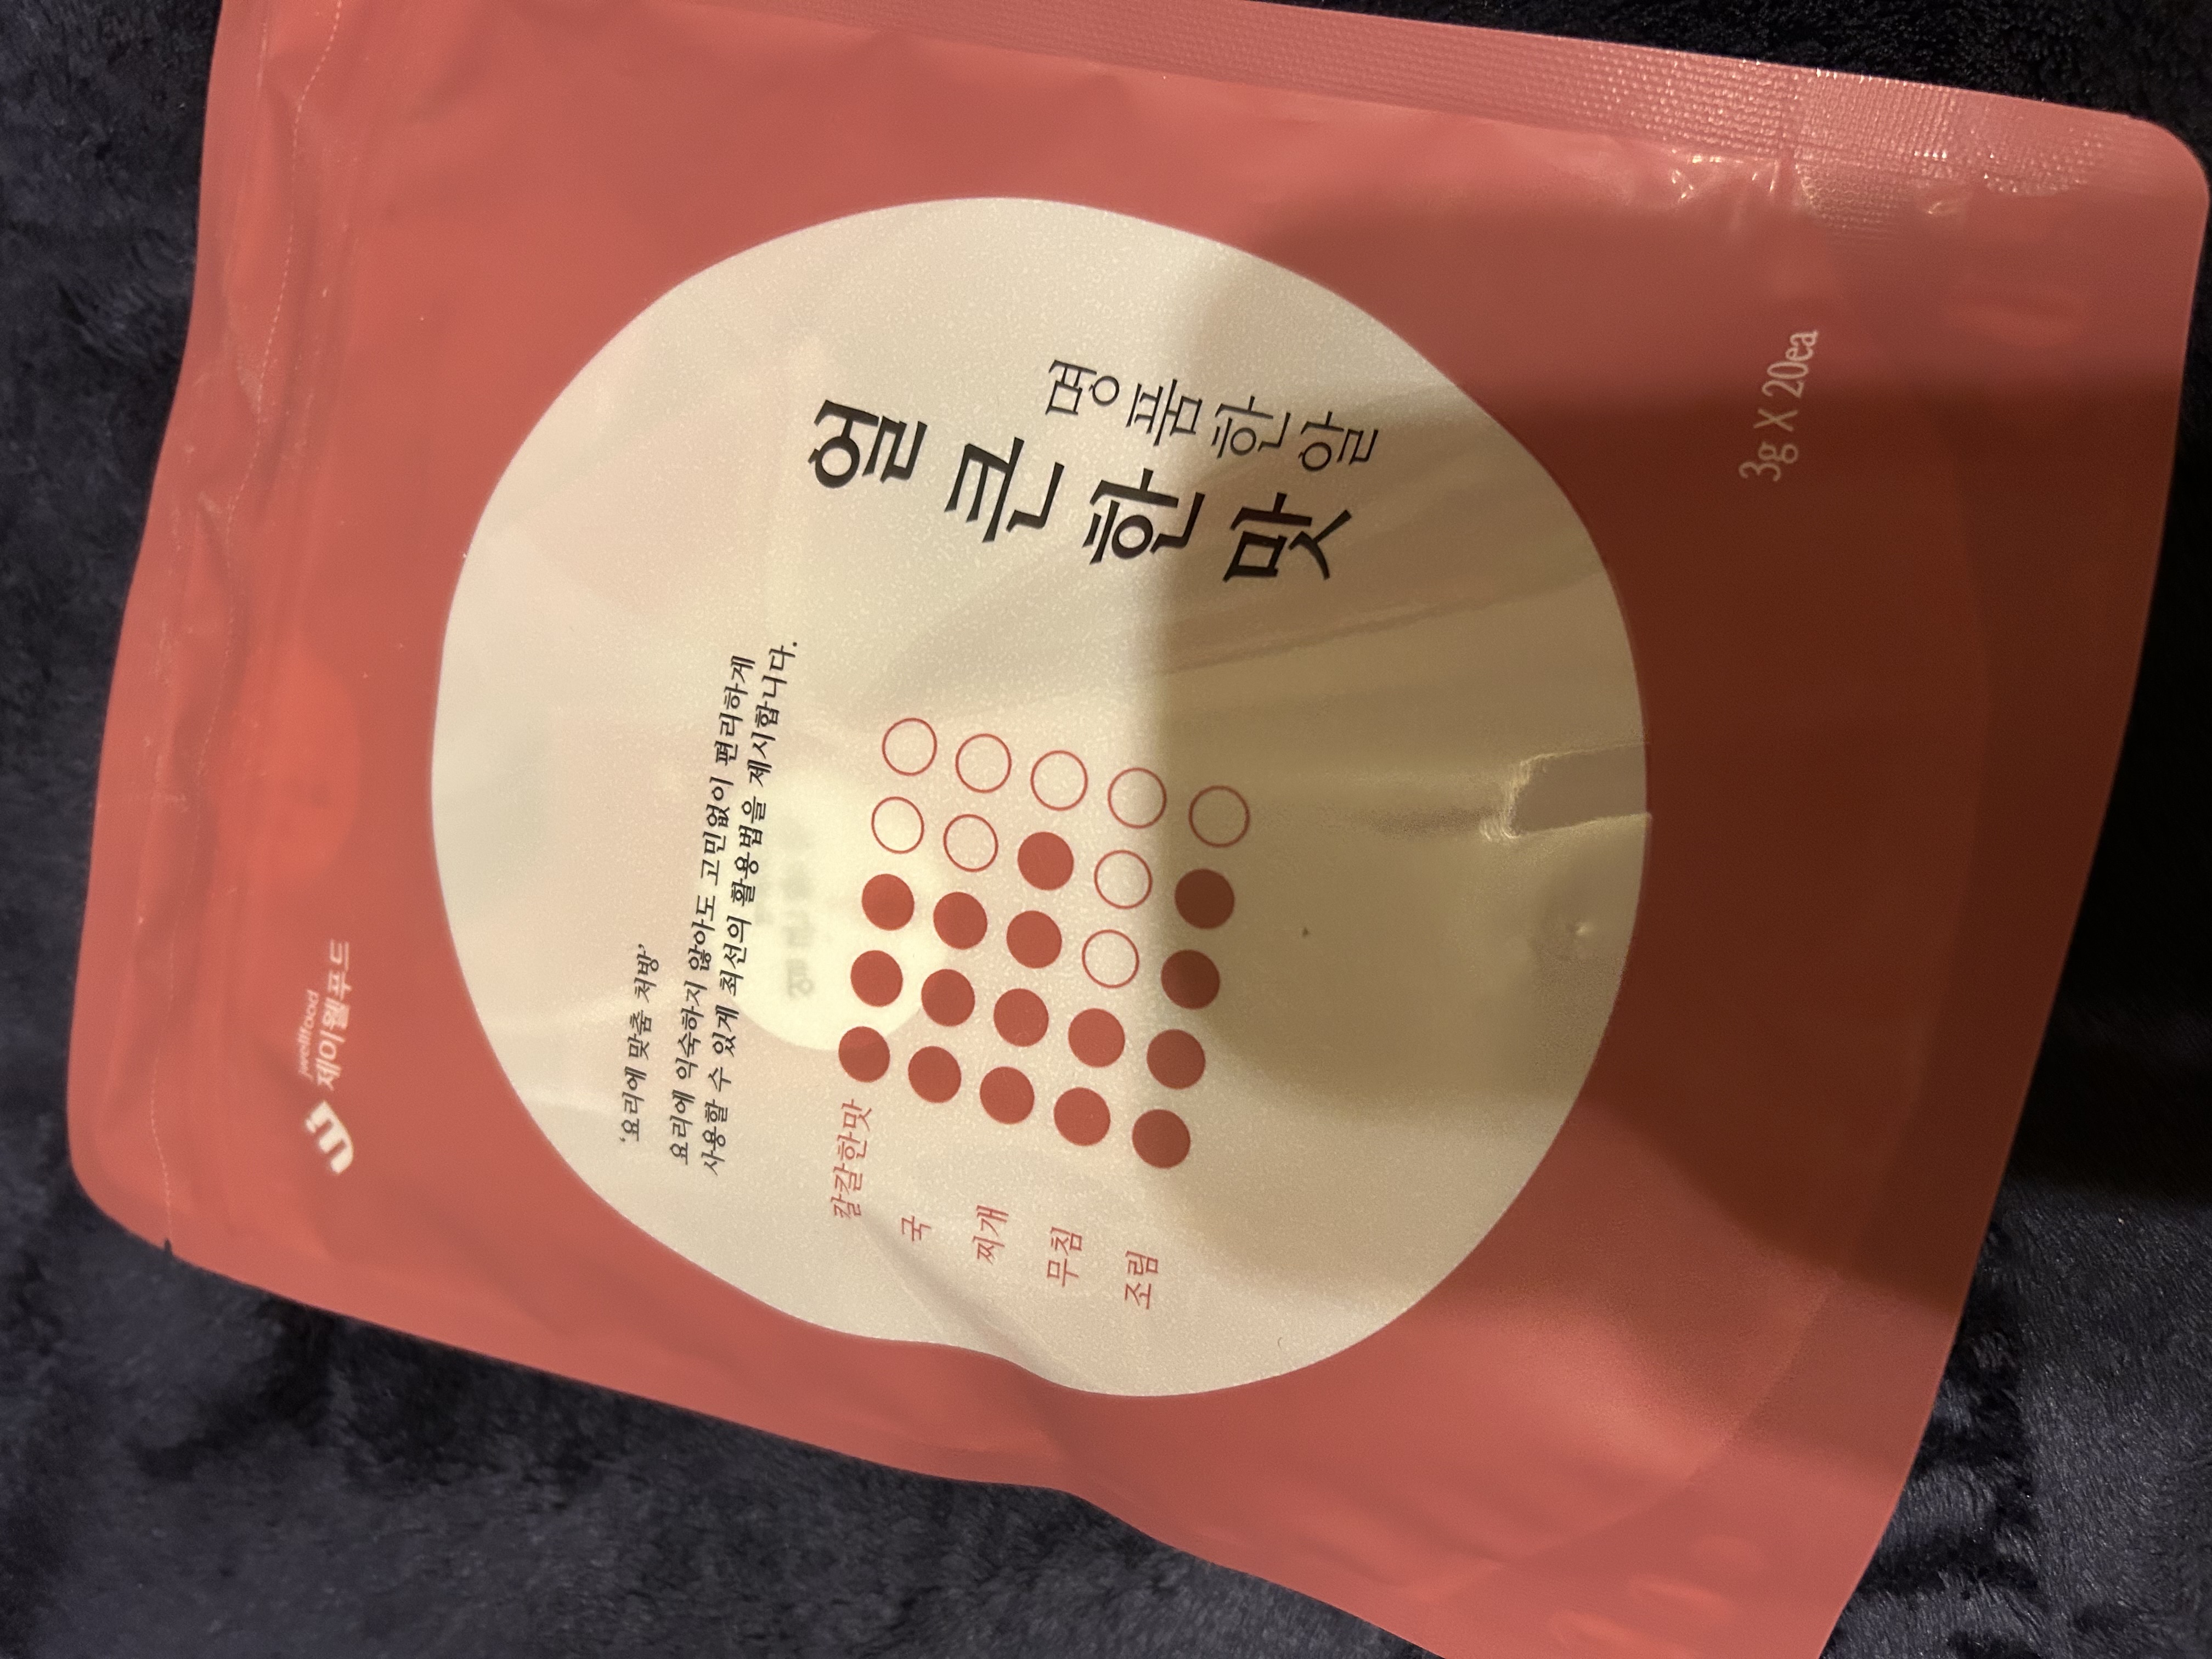 jwellfood
제이웰푸드
'요리에 맞춤 처방'
요리에 익숙하지 않아도 고민없이 편리하게
사용할 수 있게 최선의 활용법을 제시합니다.
칼칼한맛
국
찌개
무침
조림
얼큰한맛
명품한알
3g X 20ea